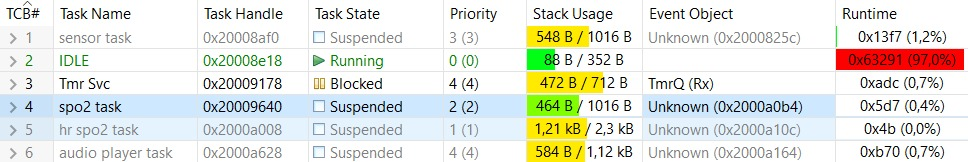 TCB# Task Name Task Handle Task State Priority Stack Usage Event Object Runtime
1 sensor task 0x20008af0 Suspended 3 (3) 548 B / 1016 B Unknown (0x2000825c) 0x13f7 (1,2%)
2 IDLE 0x20008e18 Running 0 (0) 88 B / 352 B 0x63291 (97,0%)
3 Tmr Svc 0x20009178 Blocked 4 (4) 472 B / 712 B TmrQ (Rx) 0xadc (0,7%)
4 spo2 task 0x20009640 Suspended 2 (2) 464 B / 1016 B Unknown (0x2000a0b4) 0x5d7 (0,4%)
5 hr spo2 task 0x2000a008 Suspended 1 (1) 1,21 kB / 2,3 kB Unknown (0x2000a10c) 0x4b (0,0%)
6 audio player task 0x2000a628 Suspended 4 (4) 584 B / 1,12 kB Unknown (0x2000a164) 0xb70 (0,7%)